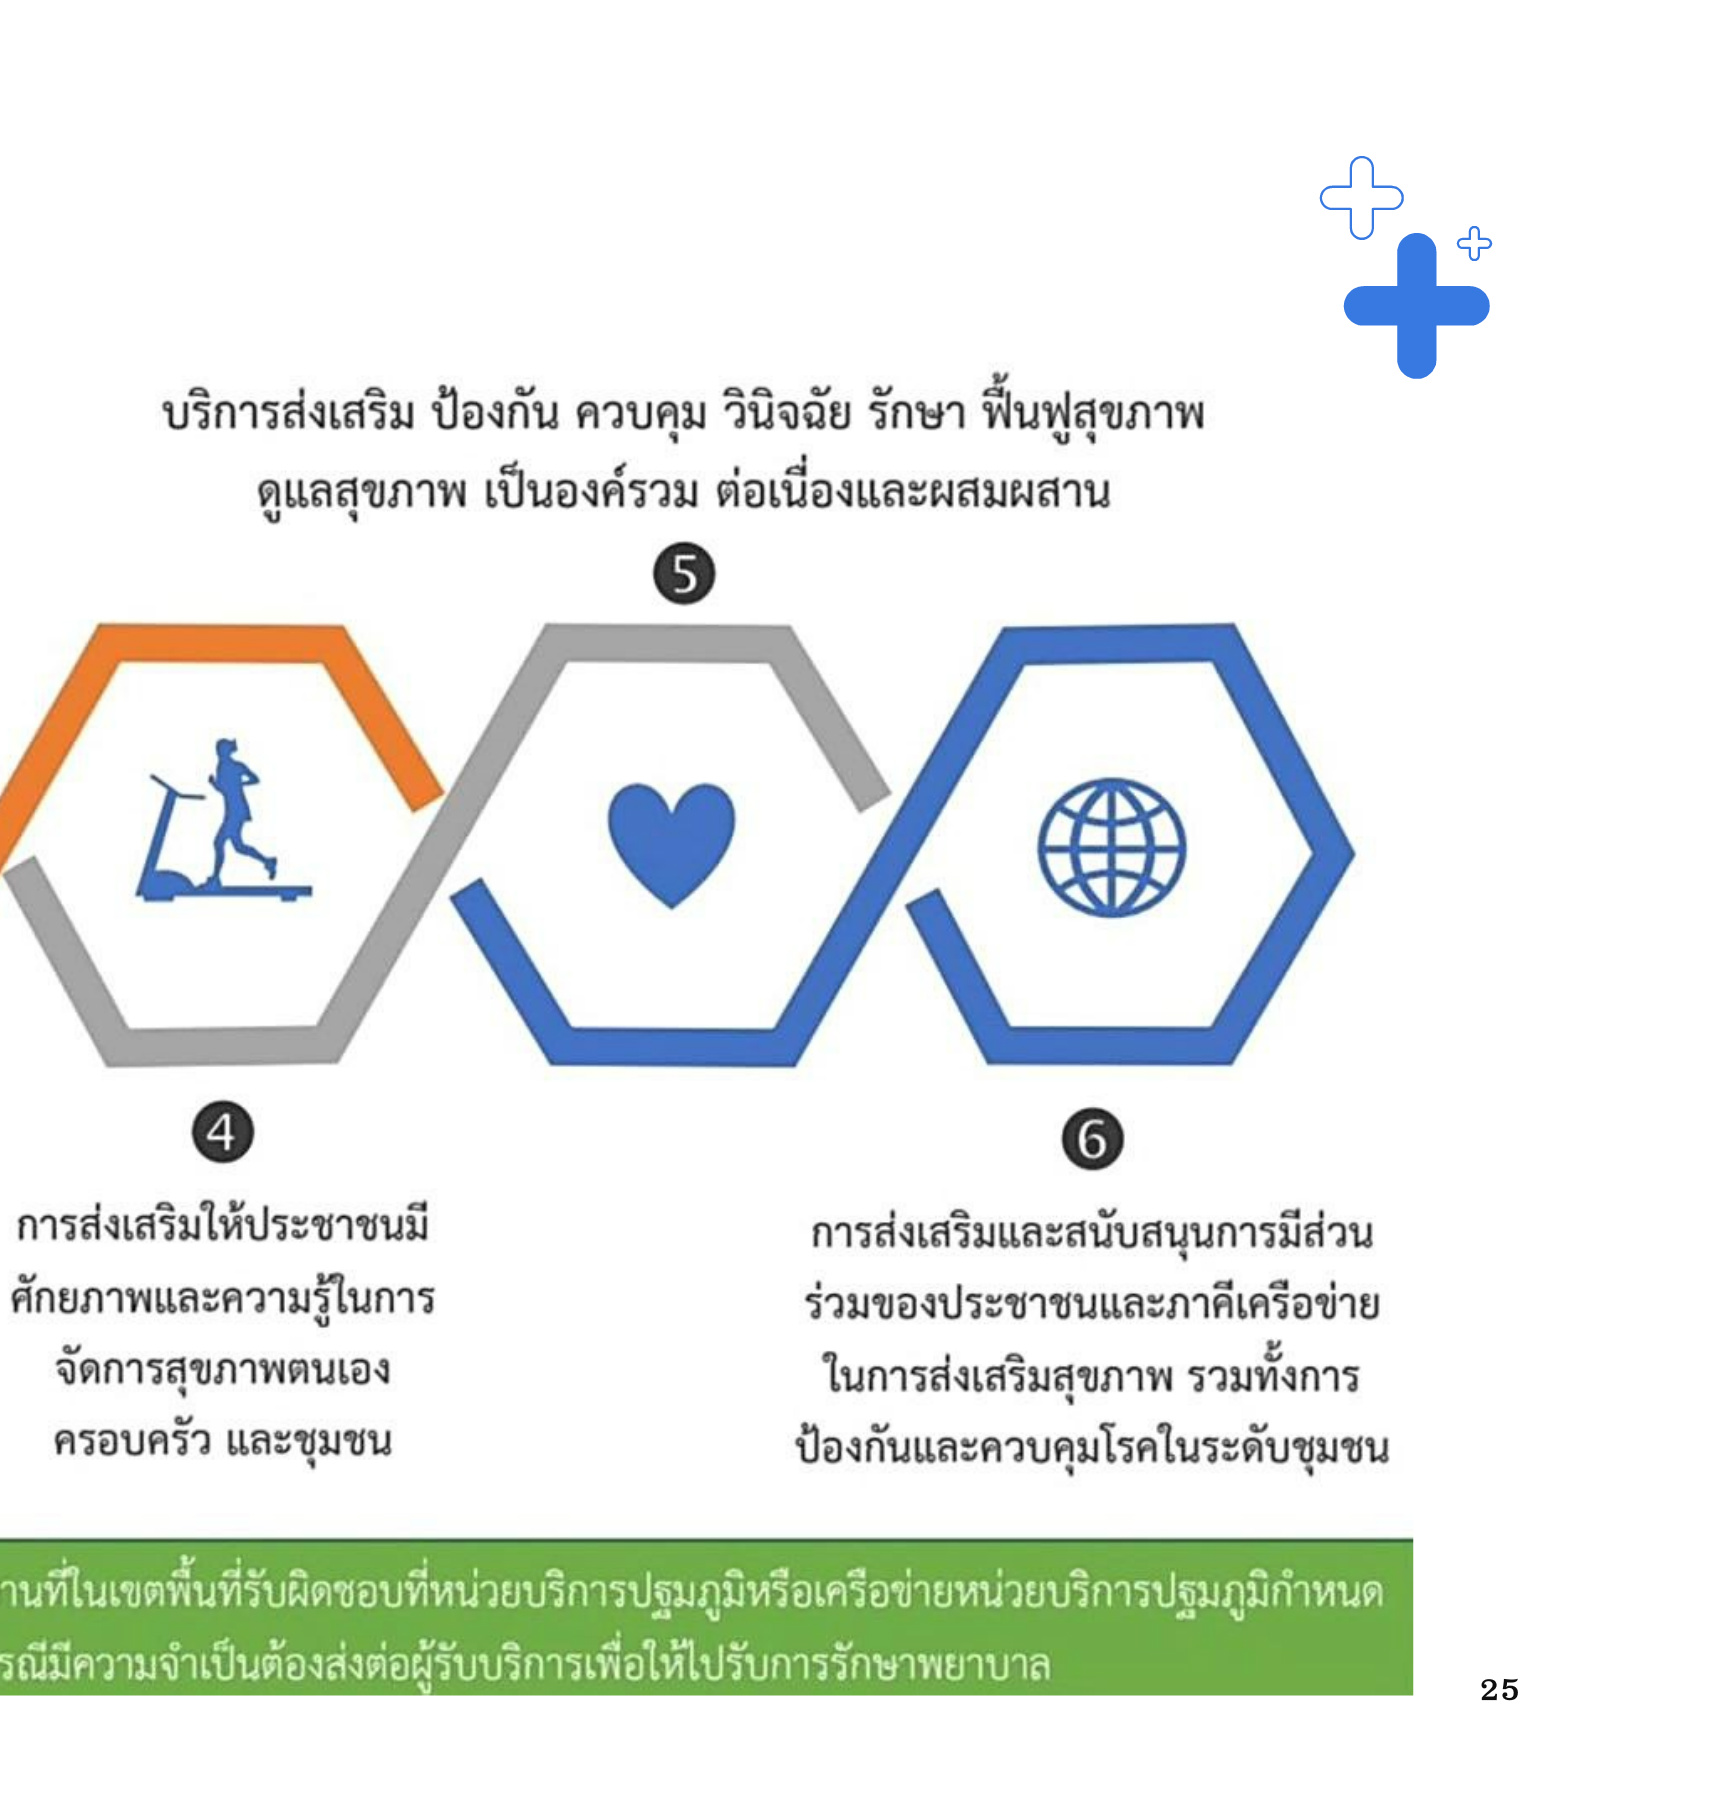 บริการส่งเสริม ป้องกัน ควบคุม วินิจฉัย รักษา ฟื้นฟูสุขภาพ
ดูแลสุขภาพ เป็นองค์รวม ต่อเนื่องและผสมผสาน
5
4
การส่งเสริมให้ประชาชนมี
ศักยภาพและความรู้ในการ
จัดการสุขภาพตนเอง
ครอบครัว และชุมชน
6
การส่งเสริมและสนับสนุนการมีส่วน
ร่วมของประชาชนและภาคีเครือข่าย
ในการส่งเสริมสุขภาพ รวมทั้งการ
ป้องกันและควบคุมโรคในระดับชุมชน
านที่ในเขตพื้นที่รับผิดชอบที่หน่วยบริการปฐมภูมิหรือเครือข่ายหน่วยบริการปฐมภูมิกำหนด
รณีมีความจำเป็นต้องส่งต่อผู้รับบริการเพื่อให้ไปรับการรักษาพยาบาล
25